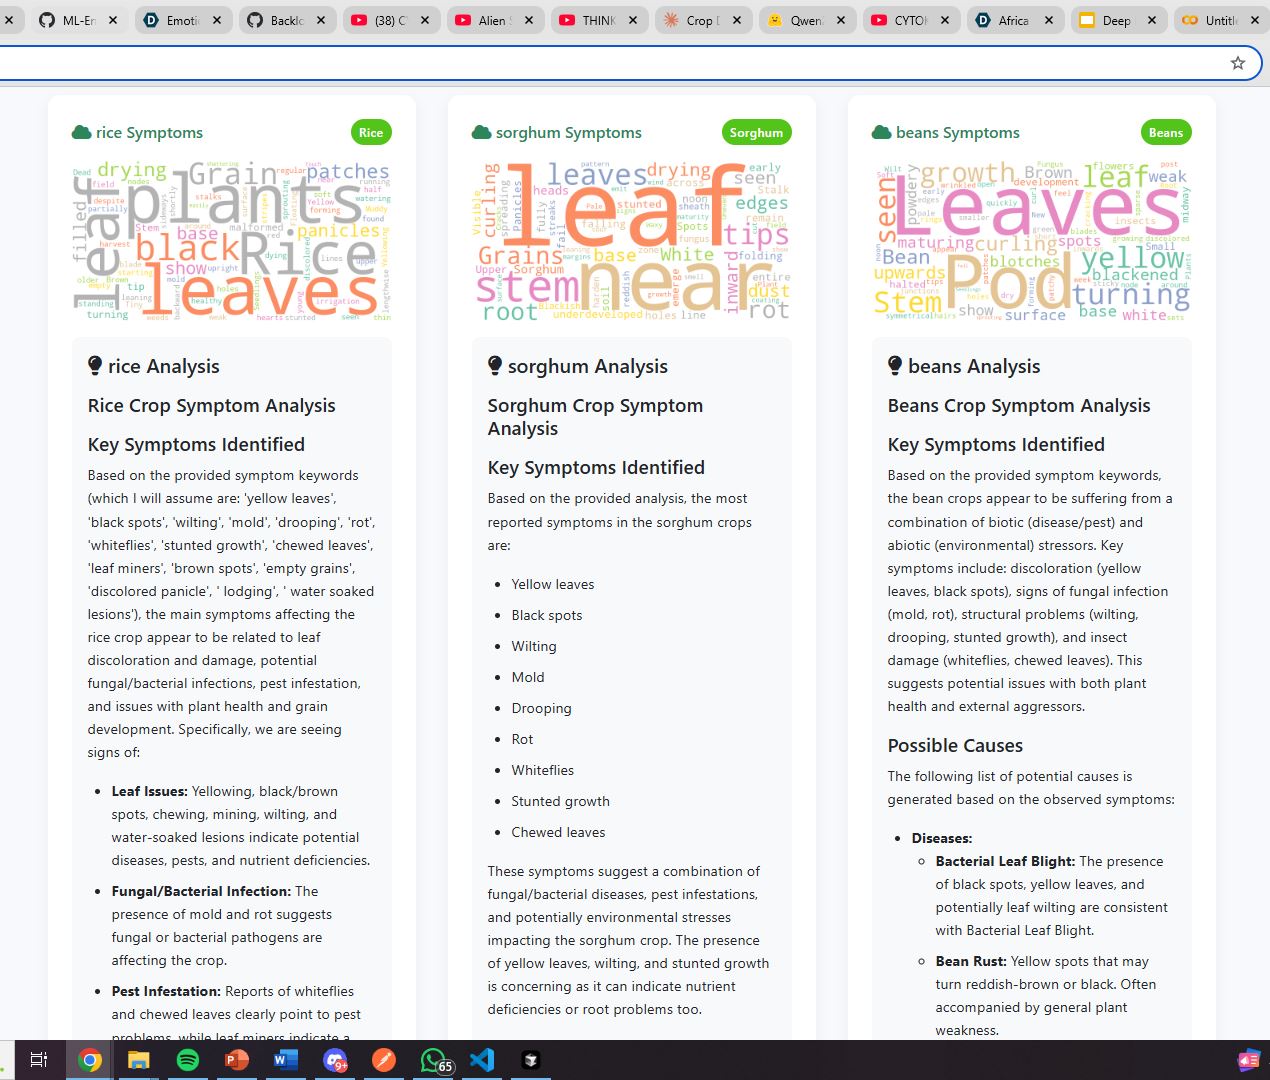 ML-En
Emoti
Backlo
(38) C
Alien
THINK
Crop D
Qwen
CYTO
Africa
Deep
Untitl
rice Symptoms
Rice
drying
Grain
patches
leaf
plants
black
Rice
panicles
base
malformed
show
leaves
filled
tip
turning
healthy
irrigation
stunted
sorghum Symptoms
Sorghum
leaves
drying
early
seen
curling
heads
leaf
edges
tips
Grains
base
White
stem
near
inward
folding
entire
dust
root
underdeveloped
holes
line
rot
beans Symptoms
Beans
growth
Brown
leaf
weak
seen
powdery
Leaves
midway
maturing
curling
spots
insects
Bean
blotches
yellow
upwards
blackened
halted
Stem
Pod
turning
show
surface
base
white
rice Analysis
Rice Crop Symptom Analysis
Key Symptoms Identified
Based on the provided symptom keywords
(which I will assume are: 'yellow leaves',
'black spots', 'wilting', 'mold', 'drooping', 'rot',
'whiteflies', 'stunted growth', 'chewed leaves',
'leaf miners', 'brown spots', 'empty grains',
'discolored panicle', ' lodging', ' water soaked
lesions'), the main symptoms affecting the
rice crop appear to be related to leaf
discoloration and damage, potential
fungal/bacterial infections, pest infestation,
and issues with plant health and grain
development. Specifically, we are seeing
signs of:
• Leaf Issues: Yellowing, black/brown
spots, chewing, mining, wilting, and
water-soaked lesions indicate potential
diseases, pests, and nutrient deficiencies.
• Fungal/Bacterial Infection: The
presence of mold and rot suggests
fungal or bacterial pathogens are
affecting the crop.
• Pest Infestation: Reports of whiteflies
and chewed leaves clearly point to pest
problems, while leaf miners indicate a
sorghum Analysis
Sorghum Crop Symptom
Analysis
Key Symptoms Identified
Based on the provided analysis, the most
reported symptoms in the sorghum crops
are:
• Yellow leaves
• Black spots
• Wilting
• Mold
• Drooping
• Rot
• Whiteflies
• Stunted growth
• Chewed leaves
These symptoms suggest a combination of
fungal/bacterial diseases, pest infestations,
and potentially environmental stresses
impacting the sorghum crop. The presence
of yellow leaves, wilting, and stunted growth
is concerning as it can indicate nutrient
deficiencies or root problems too.
beans Analysis
Beans Crop Symptom Analysis
Key Symptoms Identified
Based on the provided symptom keywords,
the bean crops appear to be suffering from a
combination of biotic (disease/pest) and
abiotic (environmental) stressors. Key
symptoms include: discoloration (yellow
leaves, black spots), signs of fungal infection
(mold, rot), structural problems (wilting,
drooping, stunted growth), and insect
damage (whiteflies, chewed leaves). This
suggests potential issues with both plant
health and external aggressors.
Possible Causes
The following list of potential causes is
generated based on the observed symptoms:
• Diseases:
◦ Bacterial Leaf Blight: The presence
of black spots, yellow leaves, and
potentially leaf wilting are consistent
with Bacterial Leaf Blight.
◦ Bean Rust: Yellow spots that may
turn reddish-brown or black. Often
accompanied by general plant
weakness.
9+
65